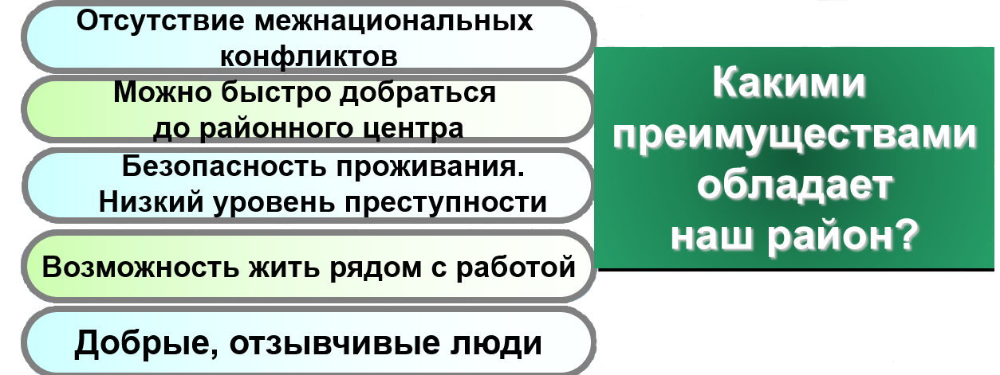 Отсутствие межнациональных
конфликтов
Можно быстро добраться
до районного центра
Безопасность проживания.
Низкий уровень преступности
Возможность жить рядом с работой
Добрые, отзывчивые люди
Какими
преимуществами
обладает
наш район?